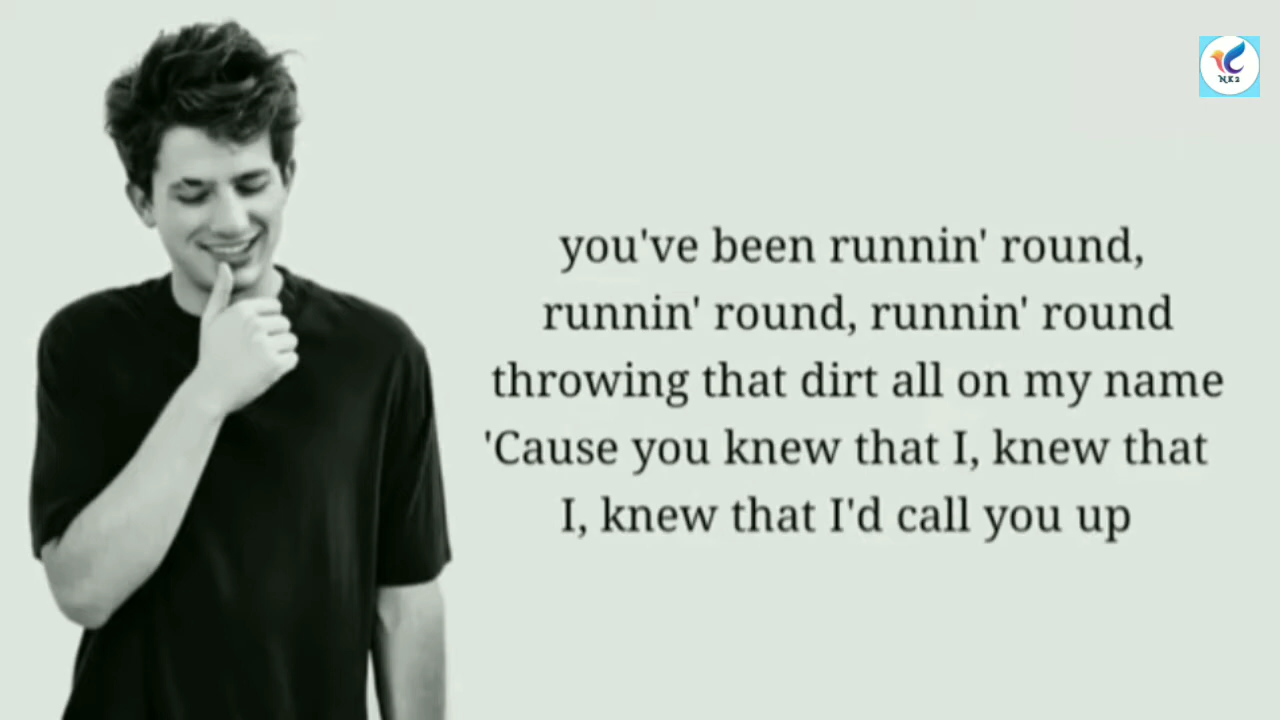 NKS
you've been runnin' round,
runnin' round, runnin' round
throwing that dirt all on my name
'Cause you knew that I, knew that
I, knew that I'd call you up